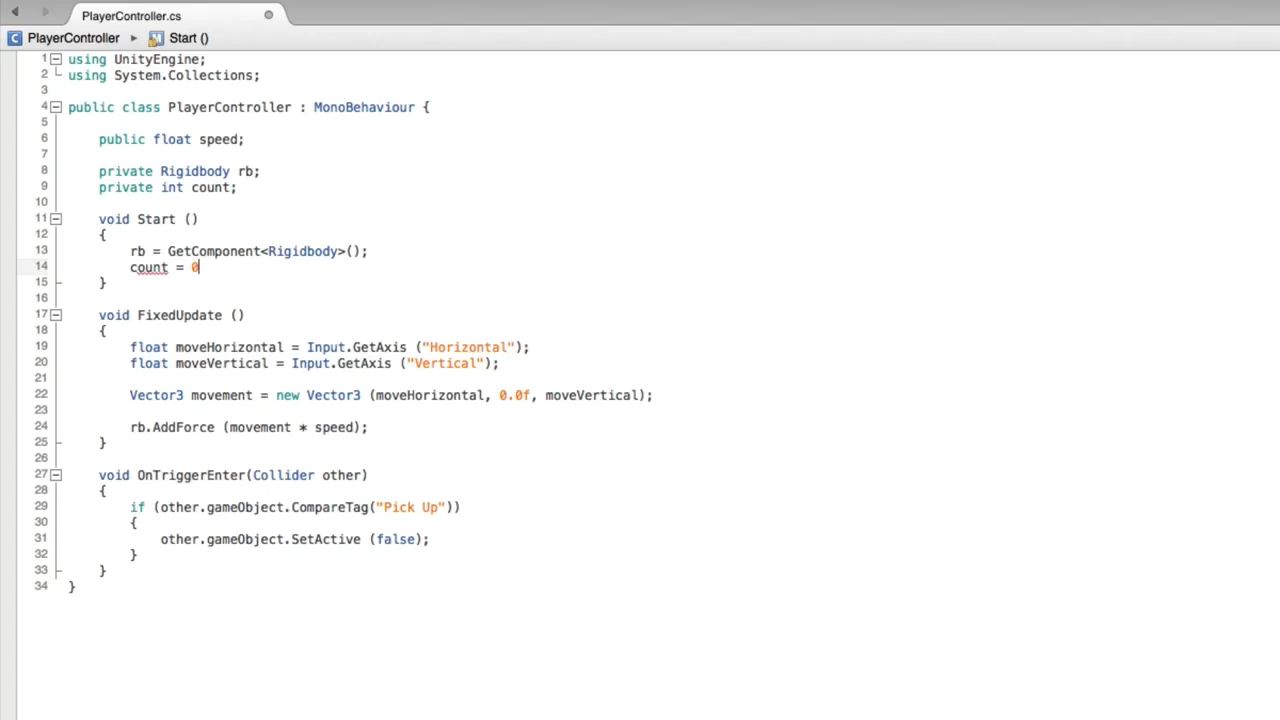 PlayerController.cs
PlayerController ▸ Start ()
1 using UnityEngine;
2 using System.Collections;
3
4 public class PlayerController : MonoBehaviour {
5
6 public float speed;
7
8 private Rigidbody rb;
9 private int count;
10
11 void Start ()
12 {
13 rb = GetComponent<Rigidbody>();
14 count = 0
15 }
16
17 void FixedUpdate ()
18 {
19 float moveHorizontal = Input.GetAxis ("Horizontal");
20 float moveVertical = Input.GetAxis ("Vertical");
21
22 Vector3 movement = new Vector3 (moveHorizontal, 0.0f, moveVertical);
23
24 rb.AddForce (movement * speed);
25 }
26
27 void OnTriggerEnter(Collider other)
28 {
29 if (other.gameObject.CompareTag("Pick Up"))
30 {
31 other.gameObject.SetActive (false);
32 }
33 }
34 }